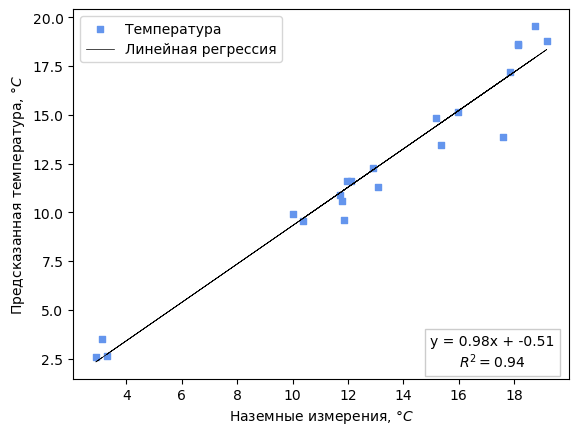 Температура
Линейная регрессия
Предсказанная температура, °C
20.0
17.5
15.0
12.5
10.0
7.5
5.0
2.5
y = 0.98x + -0.51
R² = 0.94
4 6 8 10 12 14 16 18
Наземные измерения, °C